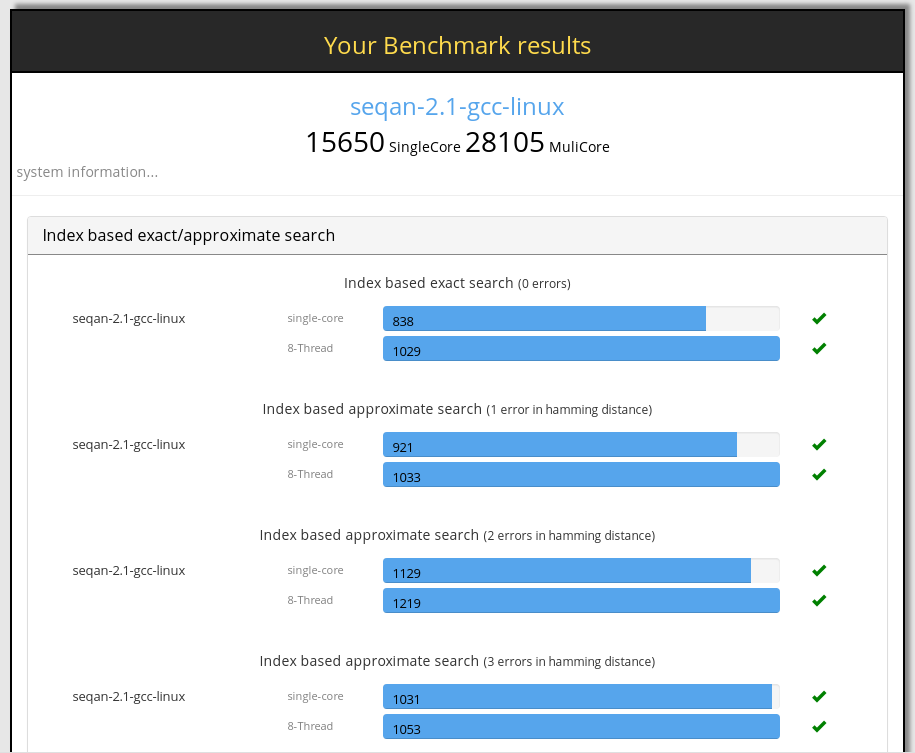 Your Benchmark results
seqan-2.1-gcc-linux
15650 SingleCore 28105 MuliCore
system information...
Index based exact/approximate search
Index based exact search (0 errors)
seqan-2.1-gcc-linux single-core 838
8-Thread 1029
Index based approximate search (1 error in hamming distance)
seqan-2.1-gcc-linux single-core 921
8-Thread 1033
Index based approximate search (2 errors in hamming distance)
seqan-2.1-gcc-linux single-core 1129
8-Thread 1219
Index based approximate search (3 errors in hamming distance)
seqan-2.1-gcc-linux single-core 1031
8-Thread 1053